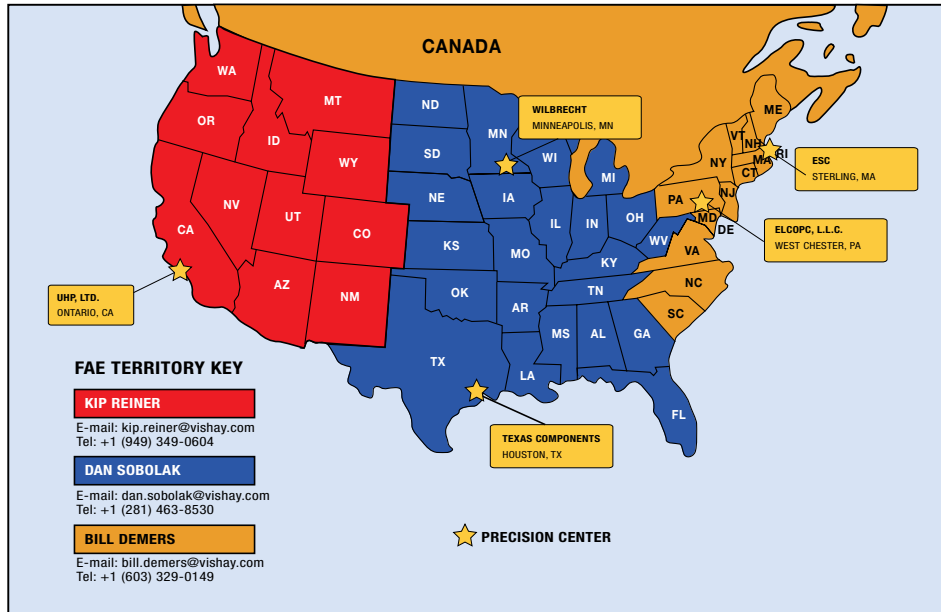 CANADA
WA
MT
ND
MN
OR
ID
WY
SD
WI
MI
ME
VT
NH
MA
RI
NY
CT
NV
UT
CO
NE
IA
IL
IN
OH
PA
NJ
MD
DE
CA
KS
MO
WV
VA
KY
AZ
NM
OK
AR
TN
NC
SC
TX
LA
MS
AL
GA
FL
WILBRECHT
MINNEAPOLIS, MN
ESC
STERLING, MA
ELCOPC, L.L.C.
WEST CHESTER, PA
UHP, LTD.
ONTARIO, CA
TEXAS COMPONENTS
HOUSTON, TX
FAE TERRITORY KEY
KIP REINER
E-mail: kip.reiner@vishay.com
Tel: +1 (949) 349-0604
DAN SOBOLAK
E-mail: dan.sobolak@vishay.com
Tel: +1 (281) 463-8530
BILL DEMERS
E-mail: bill.demers@vishay.com
Tel: +1 (603) 329-0149
PRECISION CENTER